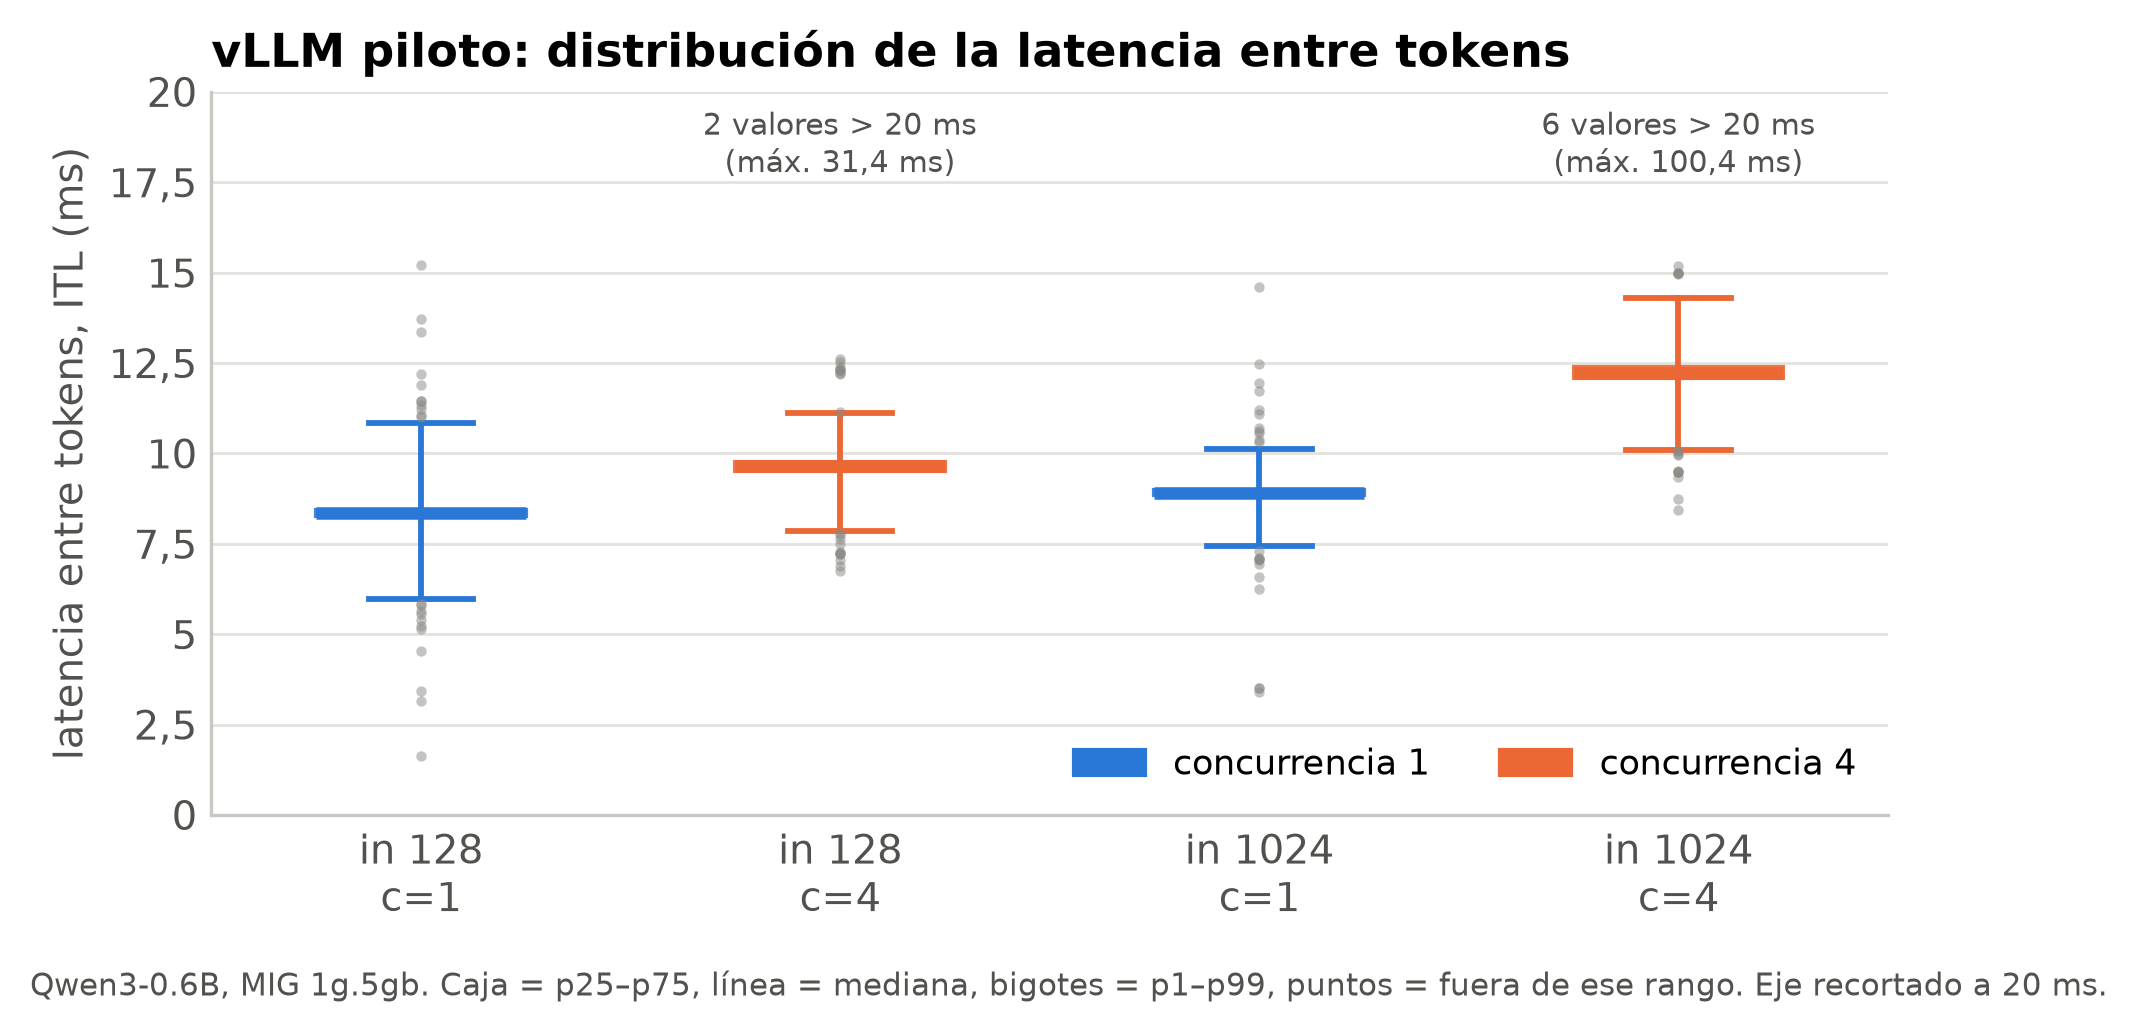 vLLM piloto: distribución de la latencia entre tokens
latencia entre tokens, ITL (ms)
20
17,5
15
12,5
10
7,5
5
2,5
0
2 valores > 20 ms
(máx. 31,4 ms)
6 valores > 20 ms
(máx. 100,4 ms)
concurrencia 1
concurrencia 4
in 128
c=1
in 128
c=4
in 1024
c=1
in 1024
c=4
Qwen3-0.6B, MIG 1g.5gb. Caja = p25–p75, línea = mediana, bigotes = p1–p99, puntos = fuera de ese rango. Eje recortado a 20 ms.